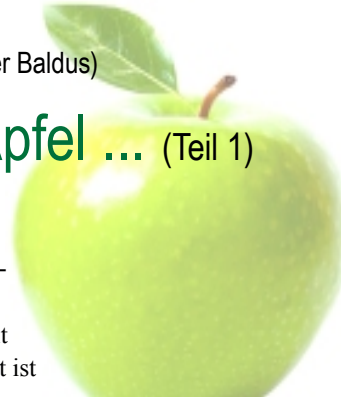 er Baldus)
pfel ... (Teil 1)
-
t
t ist